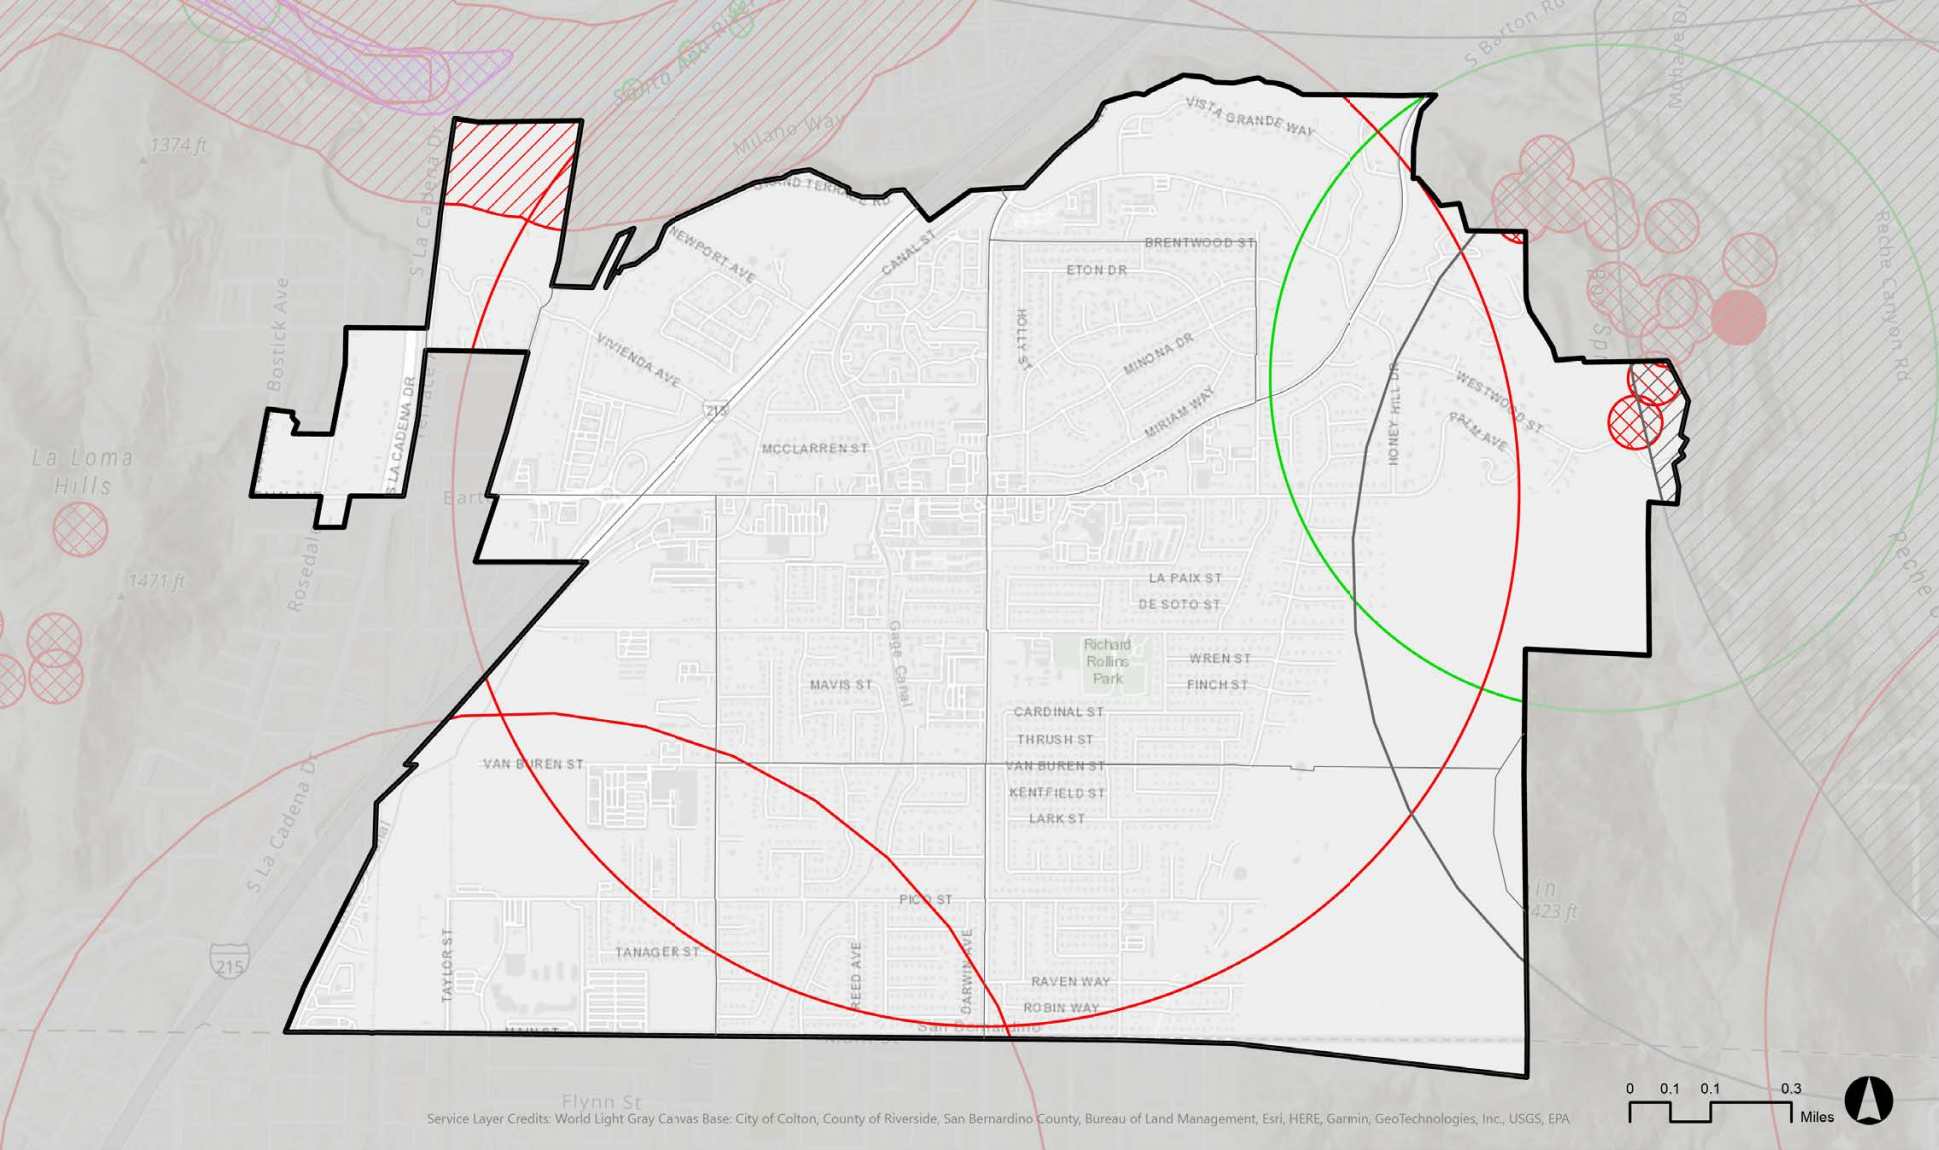 S Barton Rd
Mohave Dr
Santa Ana River
VISTA GRANDE WAY
Milano Way
1374 ft
S La Cadena Dr
GRAND TERRACE RD
Reche Canyon Rd
NEWPORT AVE
CANAL ST
BRENTWOOD ST
ETON DR
Bostick Ave
HOLLY ST
VIVIENDA AVE
MINONA DR
215
S LA CADENA DR
MIRIAM WAY
HONEY HILL DR
WESTWOOD ST
PALM AVE
MCCLARREN ST
La Loma
Hills
1471 ft
LA PAIX ST
DE SOTO ST
Gage Canal
Richard
Rollins
Park
WREN ST
FINCH ST
MAVIS ST
CARDINAL ST
THRUSH ST
VAN BUREN ST
VAN BUREN ST
KENTFIELD ST
LARK ST
S La Cadena Dr
PICO ST
215
TAYLOR ST
TANAGER ST
REED AVE
DARWIN AVE
RAVEN WAY
ROBIN WAY
San Bernardino
MAIN ST
Main St
Flynn St
0 0.1 0.1 0.3
Miles
Service Layer Credits: World Light Gray Canvas Base: City of Colton, County of Riverside, San Bernardino County, Bureau of Land Management, Esri, HERE, Garmin, GeoTechnologies, Inc., USGS, EPA